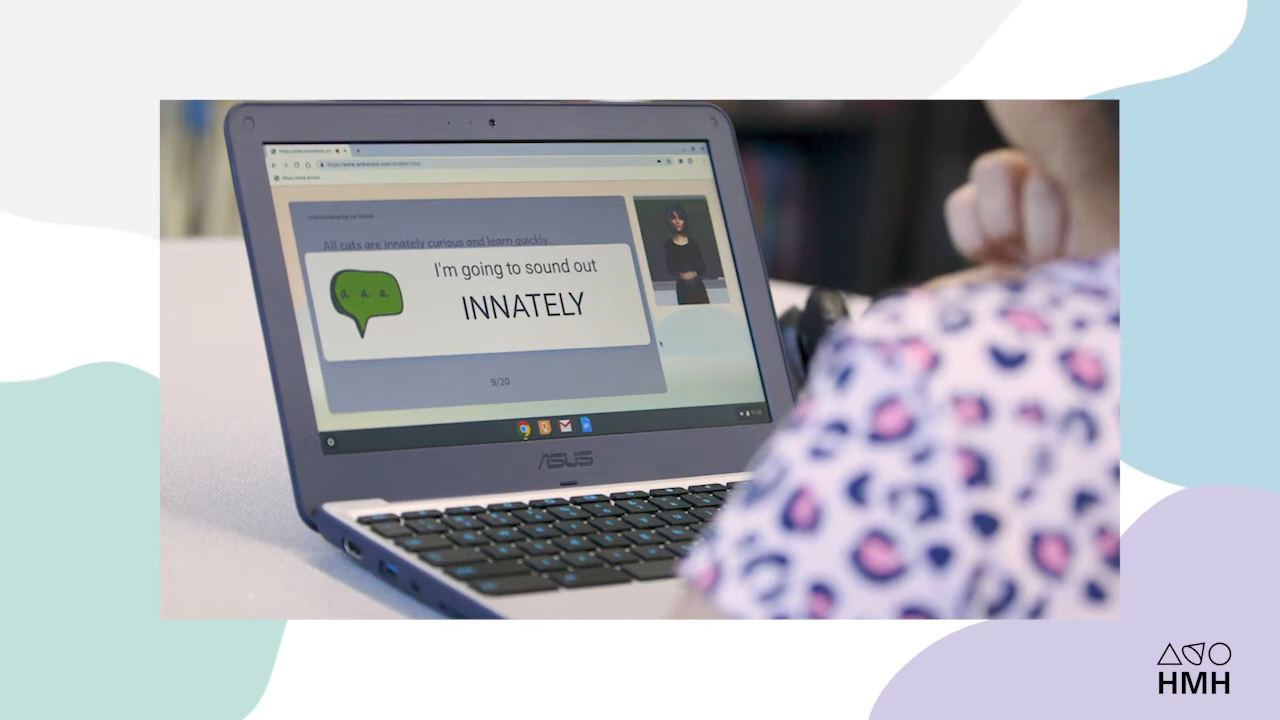 All cats are innately curious and learn quickly.
I'm going to sound out
a a a
INNATELY
9/20
ASUS
HMH